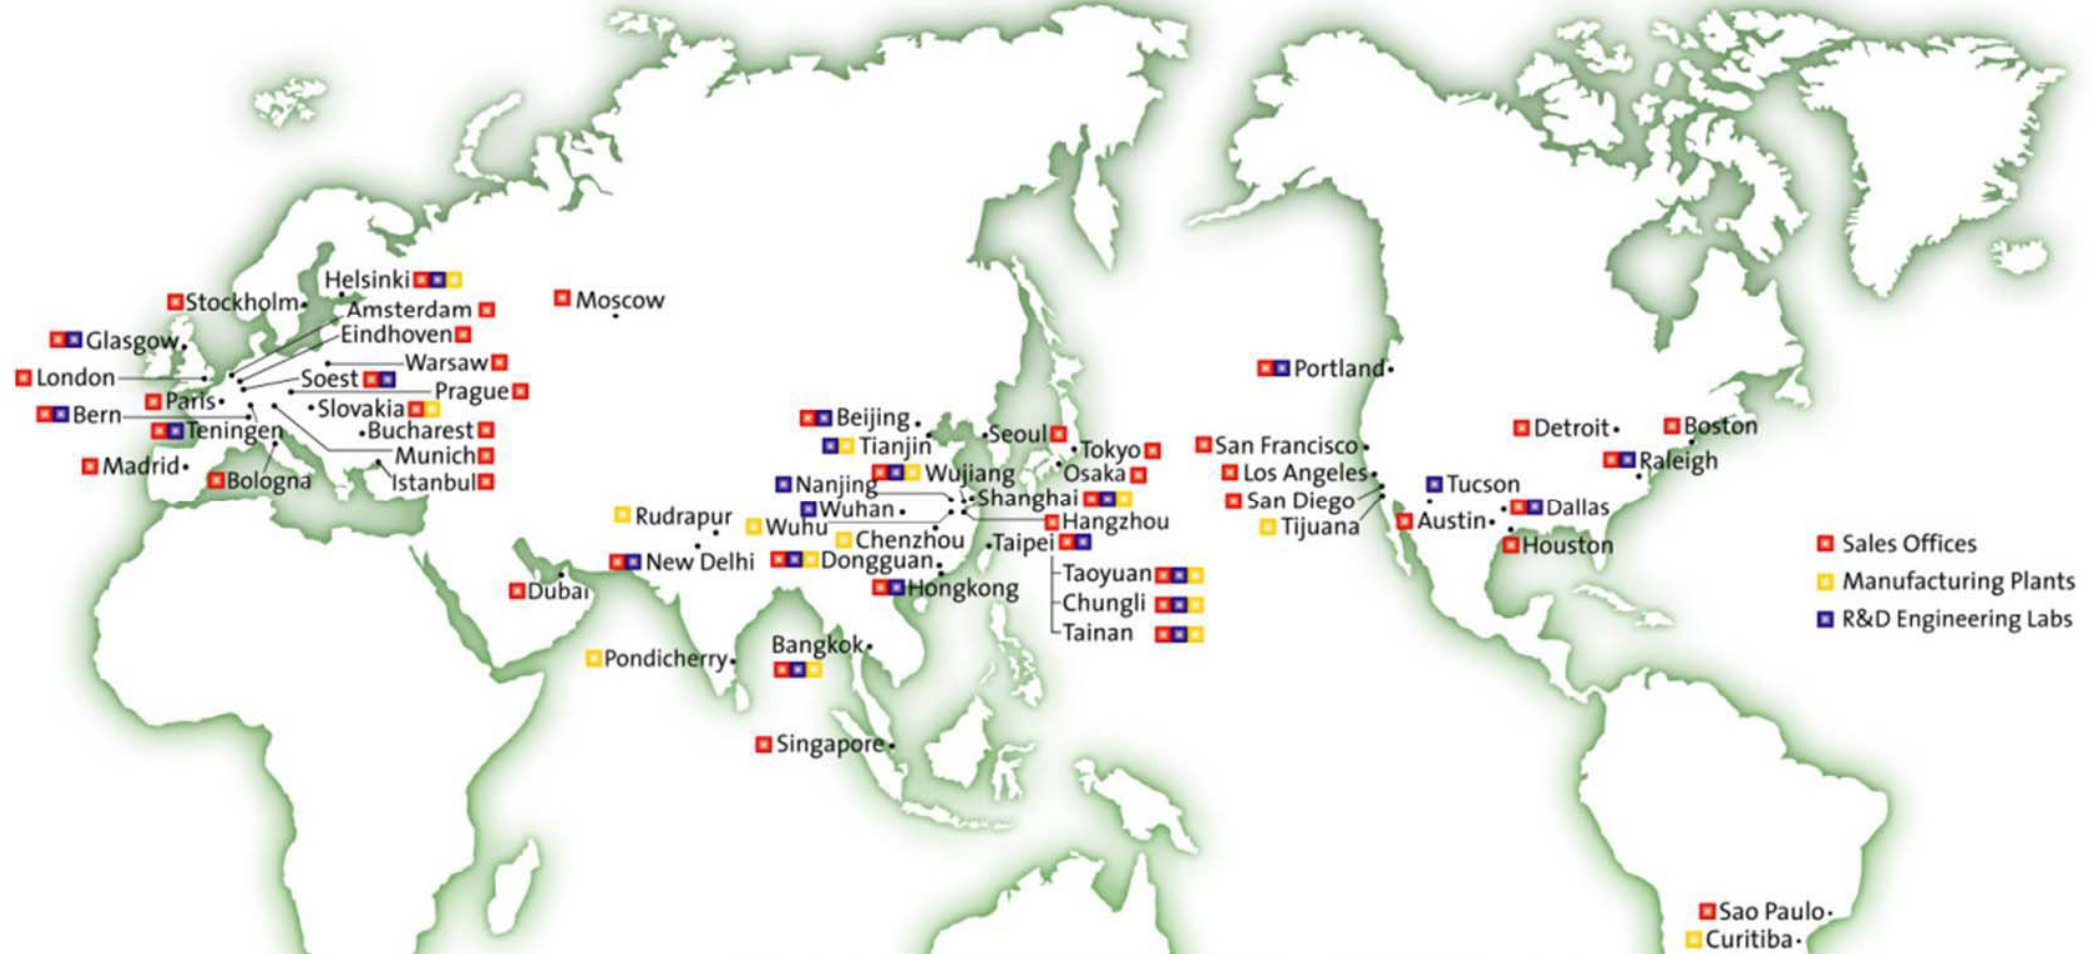 Helsinki
Stockholm
Amsterdam
Moscow
Eindhoven
Glasgow
Warsaw
London
Soest
Prague
Paris
Slovakia
Bern
Teningen
Bucharest
Munich
Madrid
Bologna
Istanbul
Portland
Beijing
Seoul
Detroit
Boston
Tianjin
Tokyo
San Francisco
Raleigh
Wujiang
Osaka
Los Angeles
Nanjing
Tucson
Shanghai
San Diego
Wuhan
Dallas
Rudrapur
Wuhu
Hangzhou
Tijuana
Austin
Chenzhou
Taipei
Houston
Sales Offices
New Delhi
Dongguan
Taoyuan
Manufacturing Plants
Dubai
Hongkong
Chungli
R&D Engineering Labs
Tainan
Bangkok
Pondicherry
Singapore
Sao Paulo
Curitiba